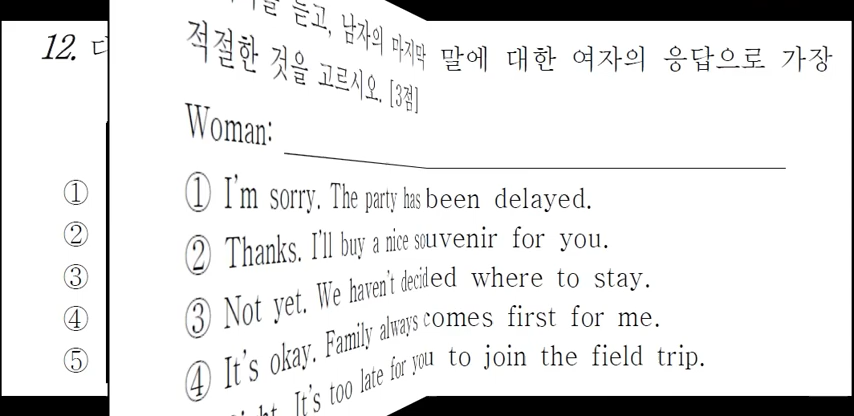 12. 듣고, 남자의 마지막 말에 대한 여자의 응답으로 가장
적절한 것을 고르시오. [3점]
Woman:
① I'm sorry. The party has been delayed.
② Thanks. I'll buy a nice souvenir for you.
③ Not yet. We haven't decided where to stay.
④ It's okay. Family always comes first for me.
⑤ It's too late for you to join the field trip.